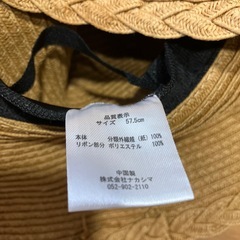 品質表示
サイズ 57.5cm
本体 分類外繊維(紙) 100%
リボン部分 ポリエステル 100%
中国製
株式会社ナカシマ
052-902-2110